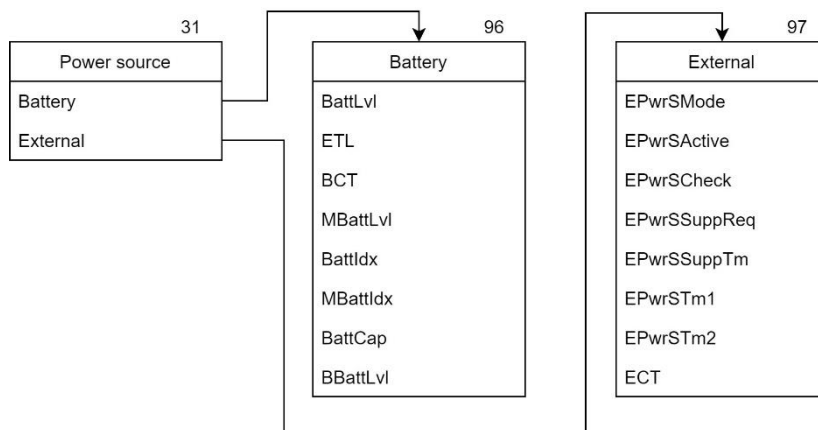 31
Power source
Battery
External
96
Battery
BattLvl
ETL
BCT
MBattLvl
BattIdx
MBattIdx
BattCap
BBattLvl
97
External
EPwrSMode
EPwrSActive
EPwrSCheck
EPwrSSuppReq
EPwrSSuppTm
EPwrSTm1
EPwrSTm2
ECT